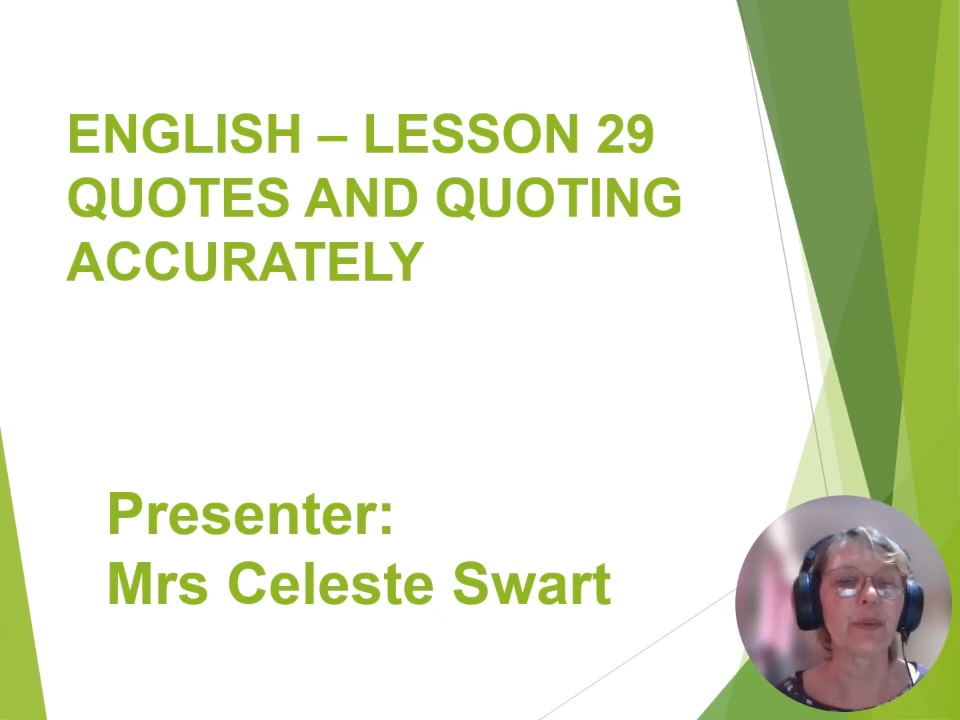 ENGLISH – LESSON 29
QUOTES AND QUOTING
ACCURATELY
Presenter:
Mrs Celeste Swart